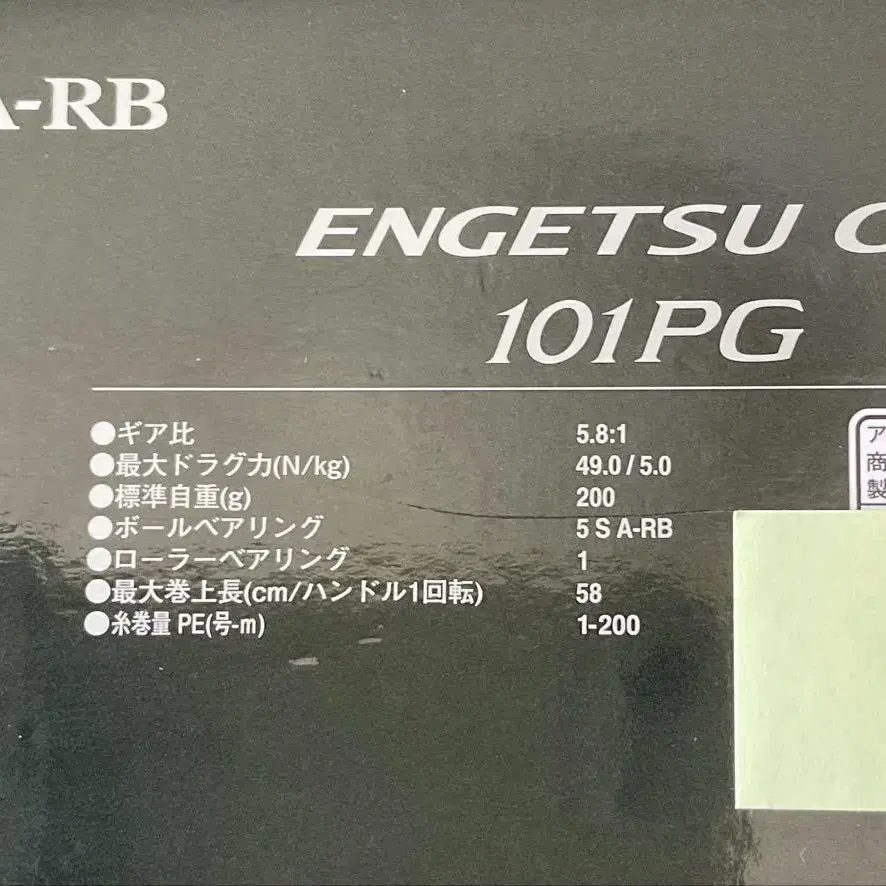 A-RB
ENGETSU C
101PG
●ギア比 5.8:1
●最大ドラグ力(N/kg) 49.0 / 5.0
●標準自重(g) 200
●ボールベアリング 5 S A-RB
●ローラーベアリング 1
●最大巻上長(cm/ハンドル1回転) 58
●糸巻量 PE(号-m) 1-200
ア
商
製